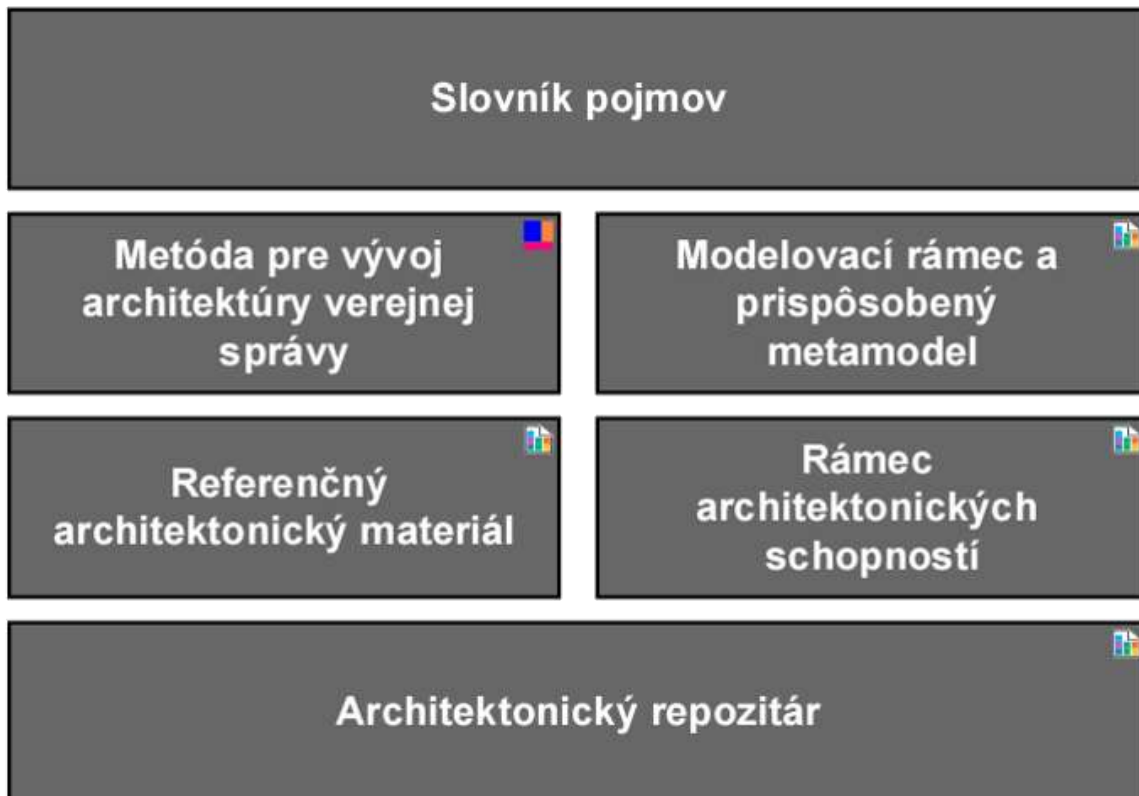 Slovník pojmov
Metóda pre vývoj
architektúry verejnej
správy
Modelovací rámec a
prispôsobený
metamodel
Referenčný
architektonický materiál
Rámec
architektonických
schopností
Architektonický repozitár